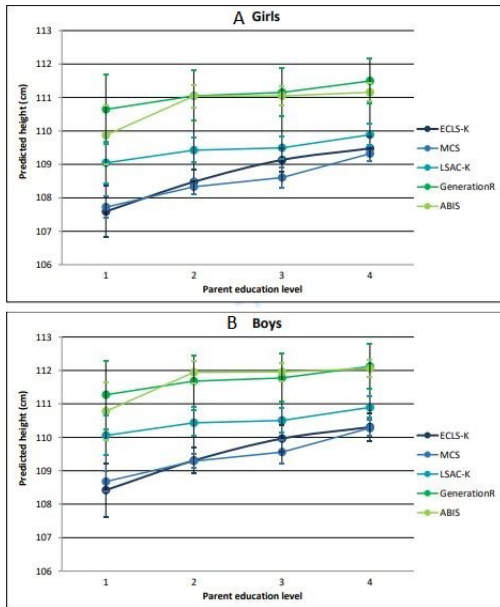 A Girls
113
112
111
110
109
108
107
106
Predicted height (cm)
1 2 3 4
Parent education level
ECLS-K
MCS
LSAC-K
GenerationR
ABIS
B Boys
113
112
111
110
109
108
107
106
Predicted height (cm)
1 2 3 4
Parent education level
ECLS-K
MCS
LSAC-K
GenerationR
ABIS